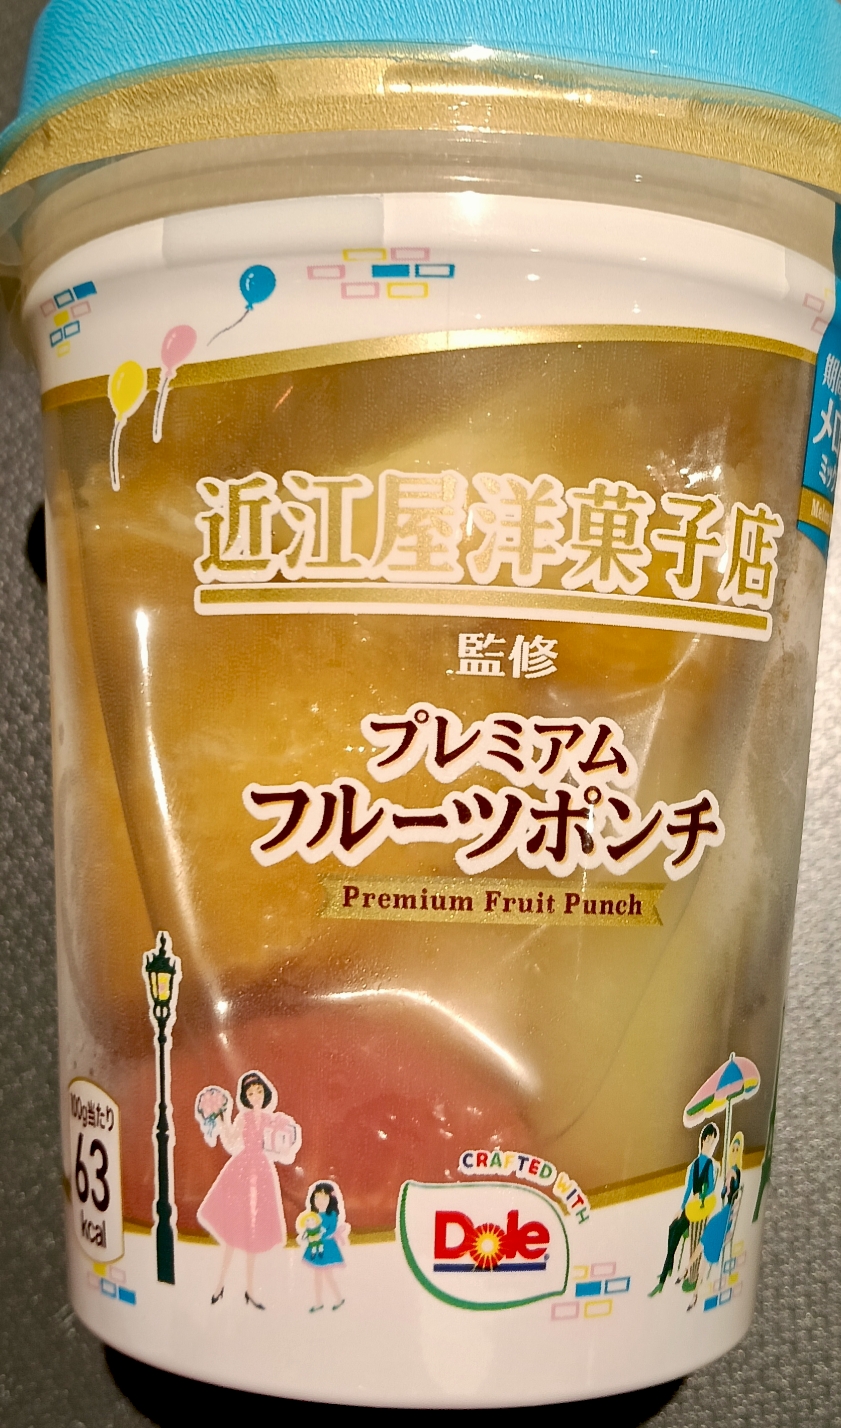 近江屋洋菓子店
監修
プレミアム
フルーツポンチ
Premium Fruit Punch
100g当たり
63
kcal
CRAFTED WITH
Dole